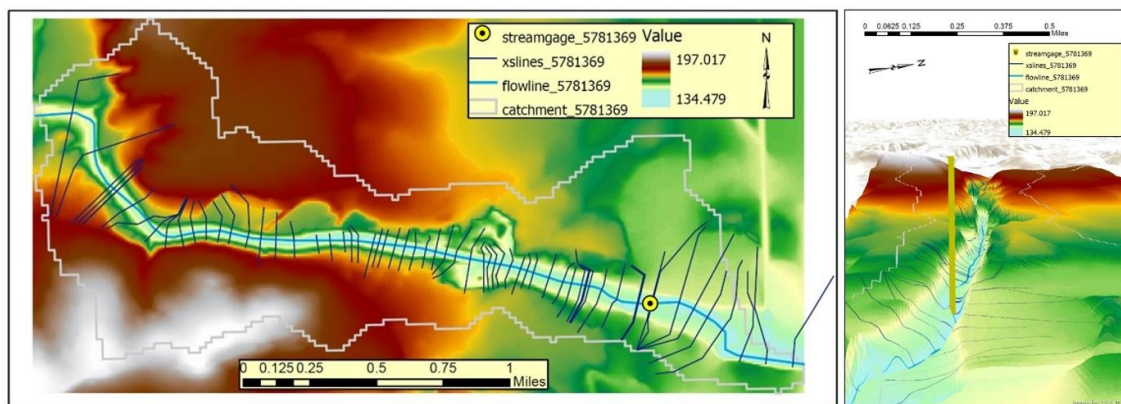 streamgage_5781369
xslines_5781369
flowline_5781369
catchment_5781369
Value
197.017
134.479
N
0 0.125 0.25 0.5 0.75 1
Miles
0 0.0625 0.125 0.25 0.5
Miles
streamgage_5781369
xslines_5781369
flowline_5781369
catchment_5781369
Value
197.017
134.479